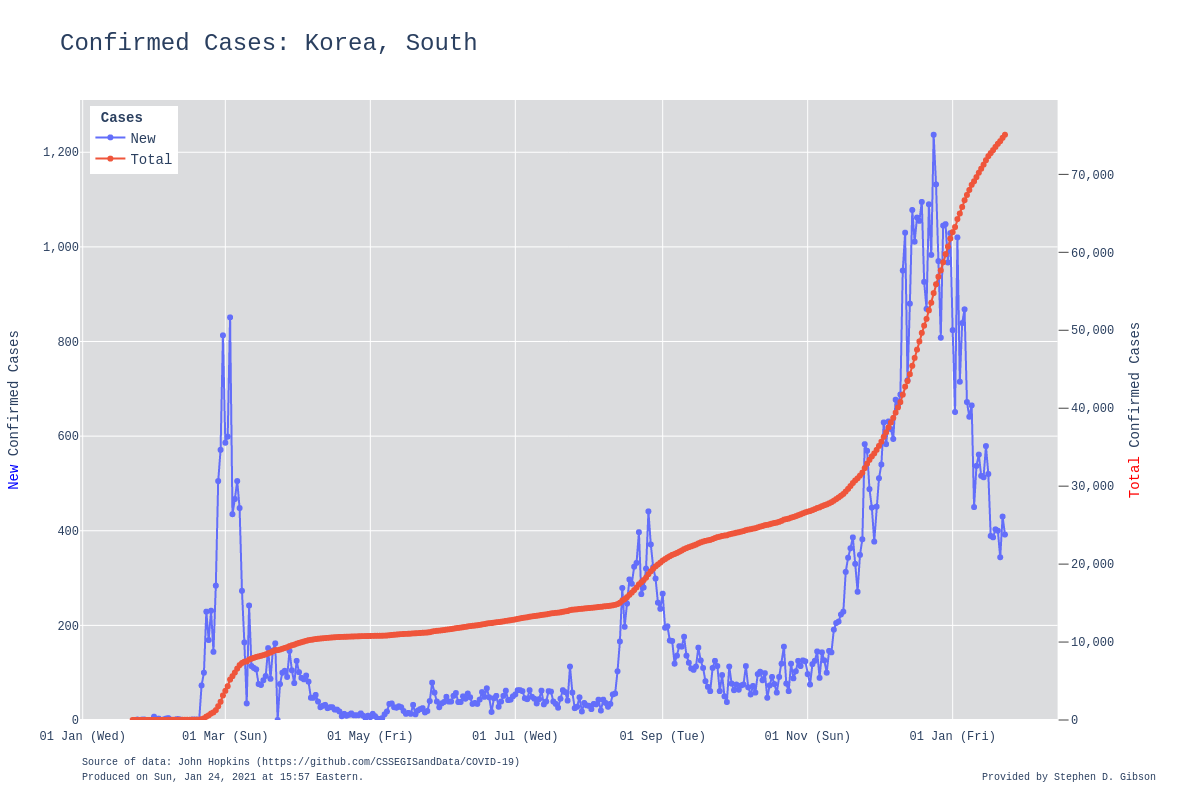 Confirmed Cases: Korea, South
Cases
New
Total
1,200
1,000
800
600
400
200
0
70,000
60,000
50,000
40,000
30,000
20,000
10,000
0
New Confirmed Cases
Total Confirmed Cases
01 Jan (Wed)
01 Mar (Sun)
01 May (Fri)
01 Jul (Wed)
01 Sep (Tue)
01 Nov (Sun)
01 Jan (Fri)
Source of data: John Hopkins (https://github.com/CSSEGISandData/COVID-19)
Produced on Sun, Jan 24, 2021 at 15:57 Eastern.
Provided by Stephen D. Gibson